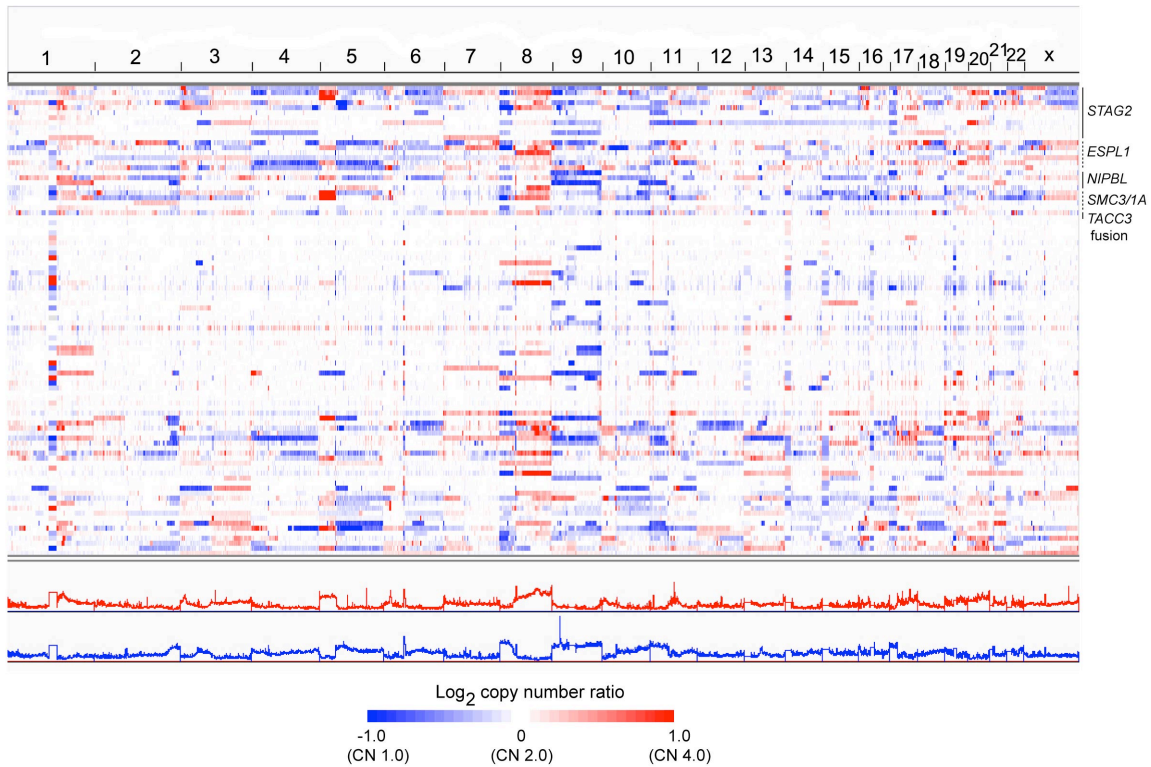 1 2 3 4 5 6 7 8 9 10 11 12 13 14 15 16 17 18 19 20 21 22 x
STAG2
ESPL1
NIPBL
SMC3/1A
TACC3
fusion
Log2 copy number ratio
-1.0 0 1.0
(CN 1.0) (CN 2.0) (CN 4.0)